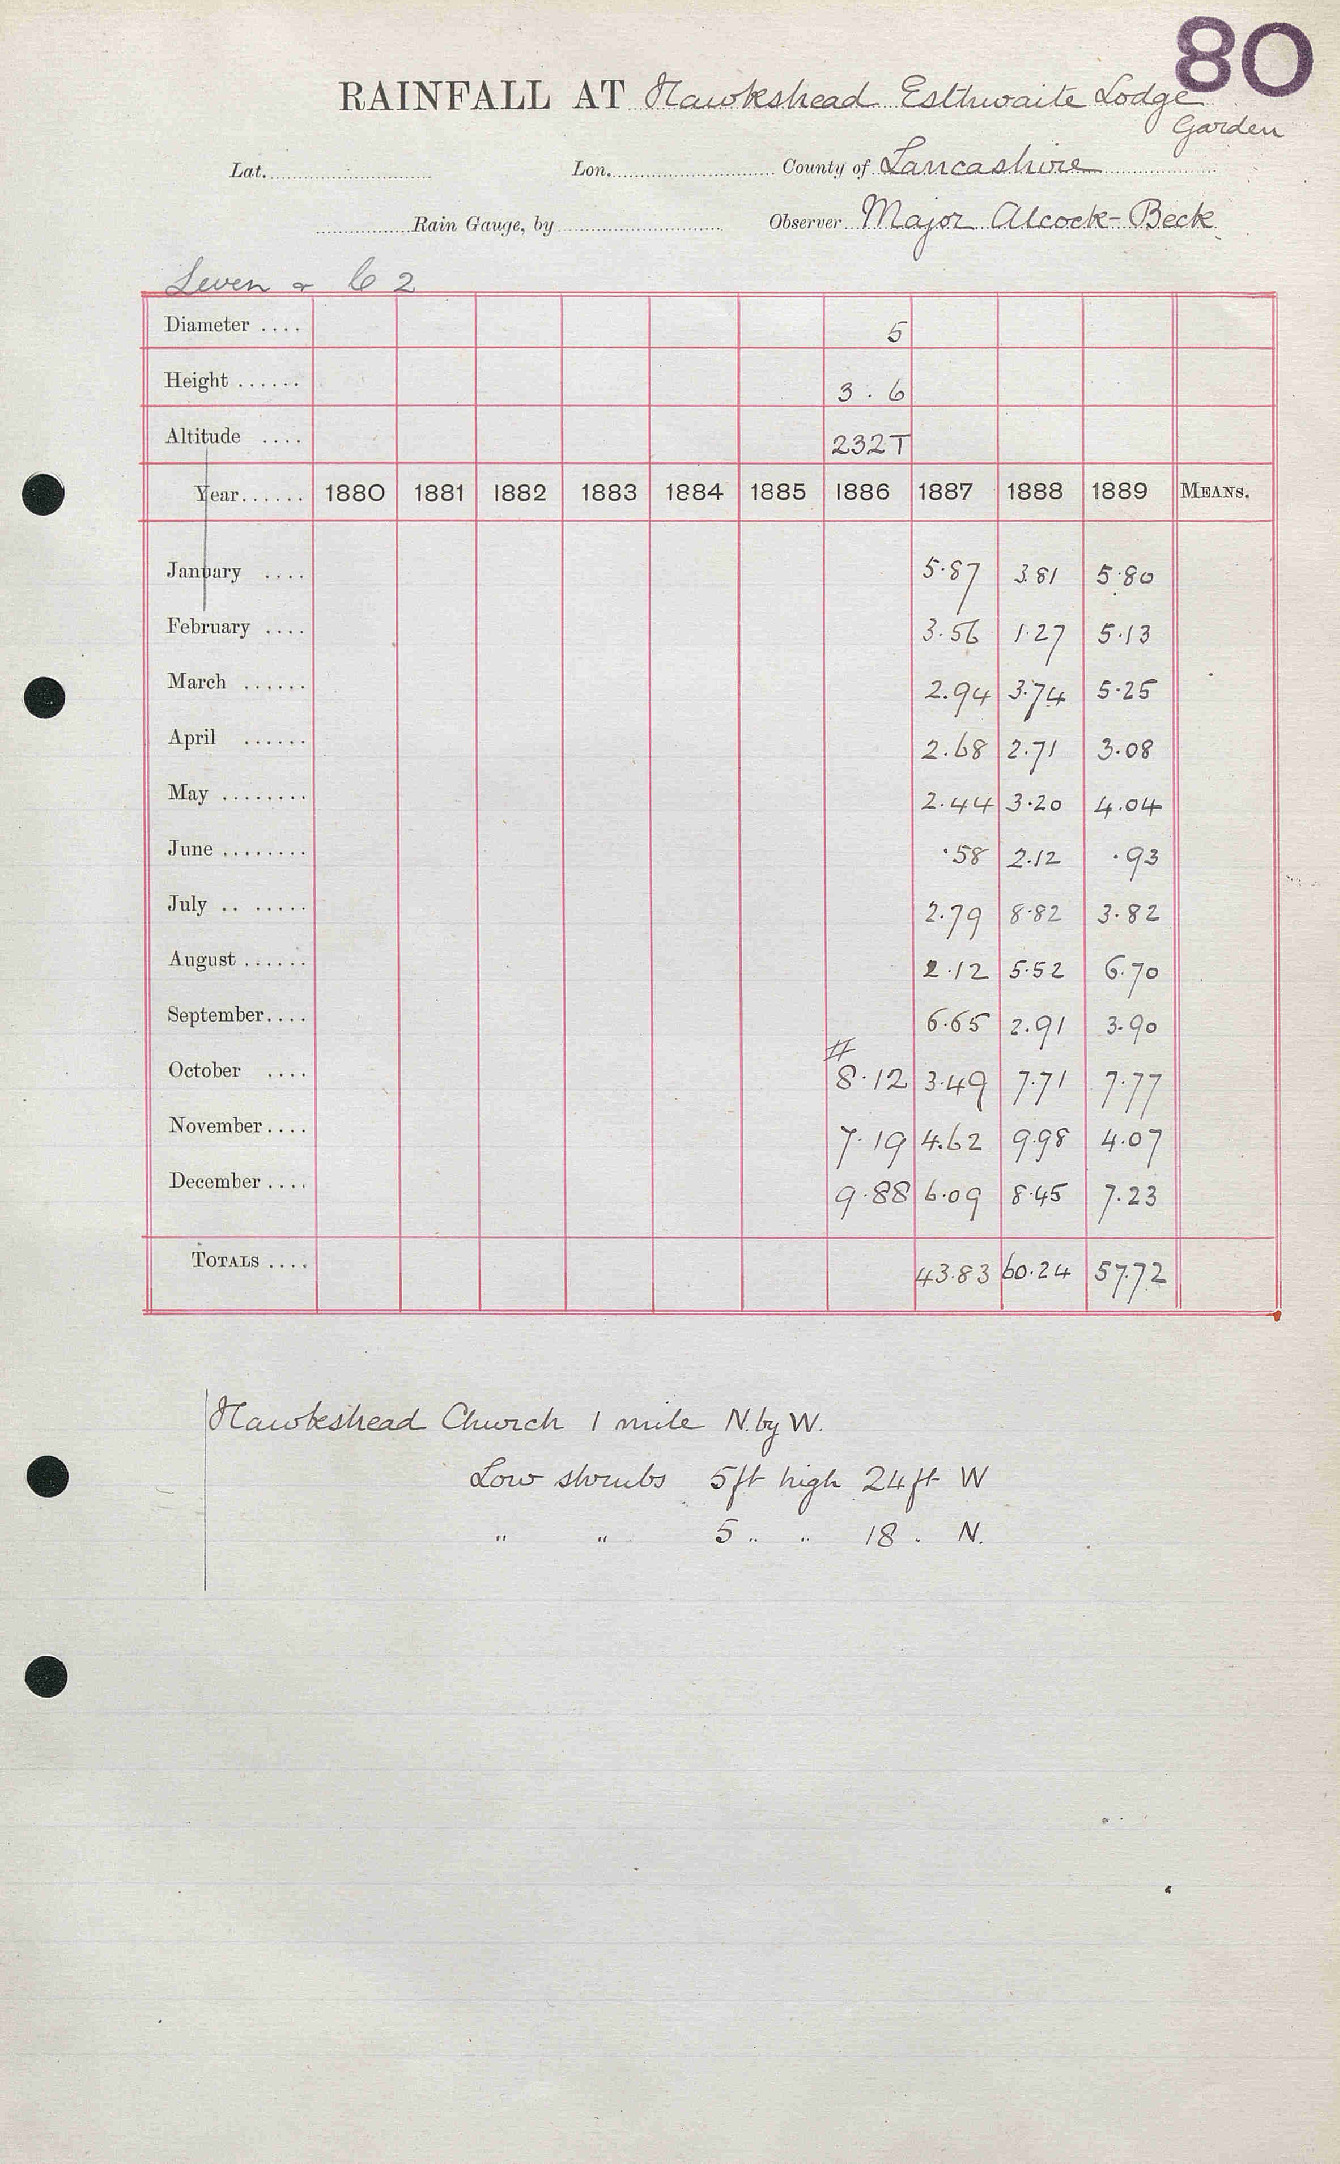 80
RAINFALL AT Hawkshead Esthwaite Lodge
Garden
Lat. Lon. County of Lancashire
Rain Gauge, by Observer Major Alcock-Beck
Leven 2
Diameter .... 5
Height ...... 3 . 6
Altitude .... 232T
Year...... 1880 1881 1882 1883 1884 1885 1886 1887 1888 1889 MEANS.
January .... 5.87 3.81 5.80
February .... 3.56 1.27 5.13
March ...... 2.94 3.74 5.25
April ...... 2.68 2.71 3.08
May ........ 2.44 3.20 4.04
June ........ .58 2.12 .93
July .. ..... 2.79 8.82 3.82
August ...... 2.12 5.52 6.70
September.... 6.65 2.91 3.90
#
October .... 8.12 3.49 7.71 7.77
November.... 7.19 4.62 9.98 4.07
December.... 9.88 6.09 8.45 7.23
TOTALS .... 43.83 60.24 57.72
Hawkshead Church 1 mile N. by W.
Low shrubs 5ft high 24ft W
" " 5 " " 18 . N.